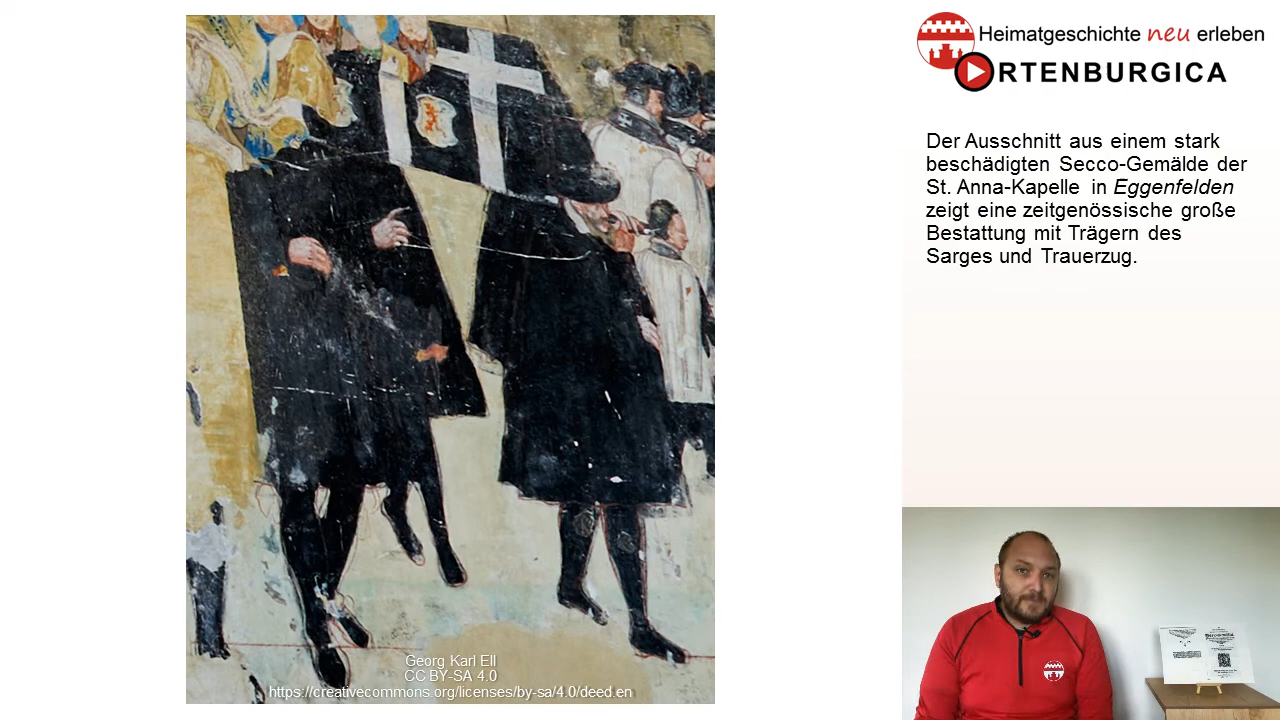 Heimatgeschichte neu erleben
ORTENBURGICA
Der Ausschnitt aus einem stark
beschädigten Secco-Gemälde der
St. Anna-Kapelle in Eggenfelden
zeigt eine zeitgenössische große
Bestattung mit Trägern des
Sarges und Trauerzug.
Georg Karl Ell
CC BY-SA 4.0
https://creativecommons.org/licenses/by-sa/4.0/deed.en